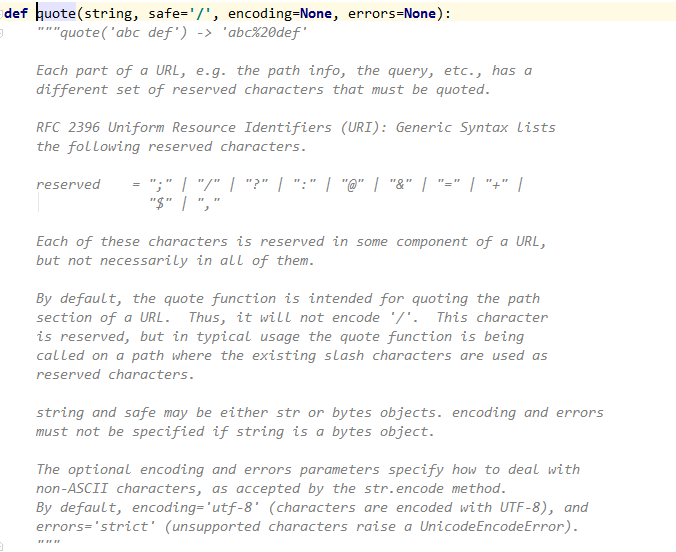 def quote(string, safe='/', encoding=None, errors=None):
"""quote('abc def') -> 'abc%20def'
Each part of a URL, e.g. the path info, the query, etc., has a
different set of reserved characters that must be quoted.
RFC 2396 Uniform Resource Identifiers (URI): Generic Syntax lists
the following reserved characters.
reserved    = ";" | "/" | "?" | ":" | "@" | "&" | "=" | "+" |
"$" | ","
Each of these characters is reserved in some component of a URL,
but not necessarily in all of them.
By default, the quote function is intended for quoting the path
section of a URL.  Thus, it will not encode '/'.  This character
is reserved, but in typical usage the quote function is being
called on a path where the existing slash characters are used as
reserved characters.
string and safe may be either str or bytes objects. encoding and errors
must not be specified if string is a bytes object.
The optional encoding and errors parameters specify how to deal with
non-ASCII characters, as accepted by the str.encode method.
By default, encoding='utf-8' (characters are encoded with UTF-8), and
errors='strict' (unsupported characters raise a UnicodeEncodeError).
"""